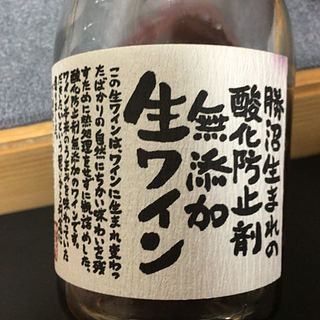 勝沼生まれの
酸化防止剤
無添加
生ワイン
この生ワインは、ワインに生まれ変わっ
たばかりの自然にちかい味わいを残
すため、熱処理をせずに瓶詰めした、
酸化防止剤無添加のワインです。